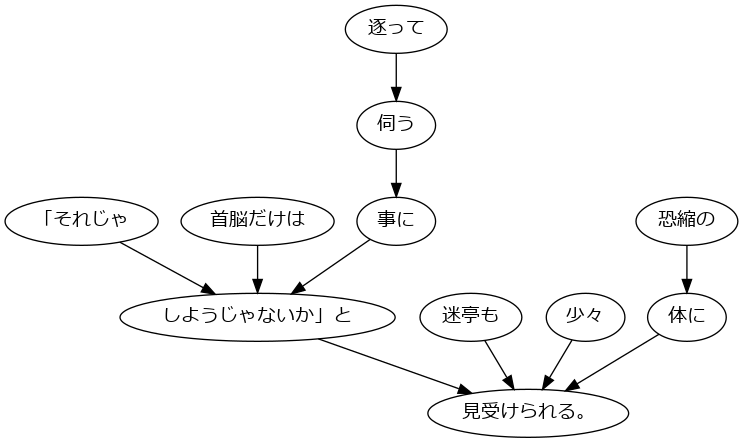 逐って
伺う
「それじゃ
首脳だけは
事に
恐縮の
しようじゃないか」と
迷亭も
少々
体に
見受けられる。